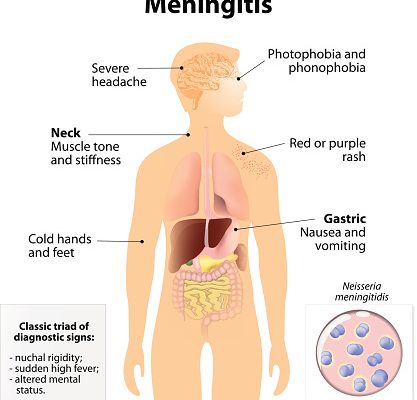 Meningitis
Severe
headache
Photophobia and
phonophobia
Neck
Muscle tone
and stiffness
Red or purple
rash
Gastric
Nausea and
vomiting
Cold hands
and feet
Neisseria
meningitidis
Classic triad of
diagnostic signs:
- nuchal rigidity;
- sudden high fever;
- altered mental
status.